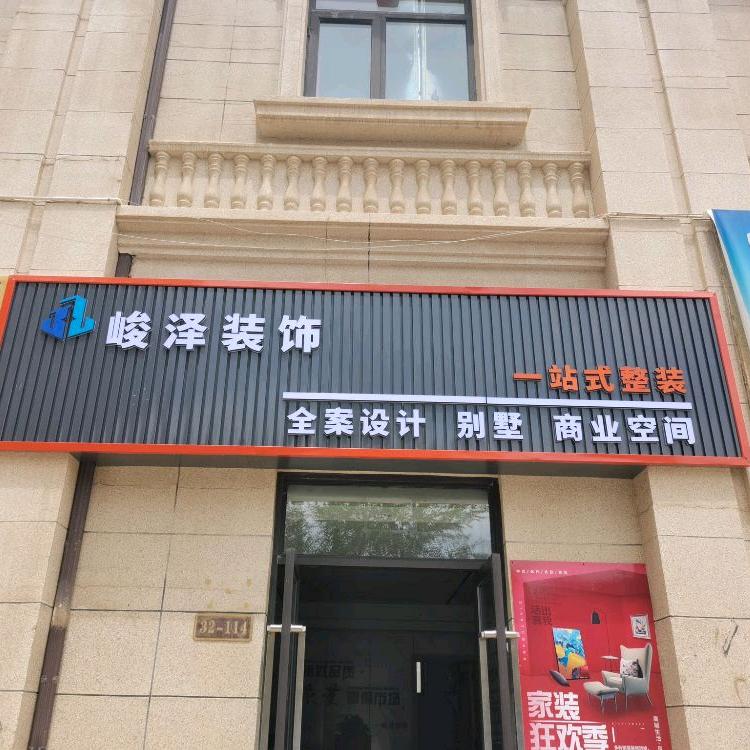 峻泽装饰
一站式整装
全案设计 别墅 商业空间
32-114
家装
狂欢季